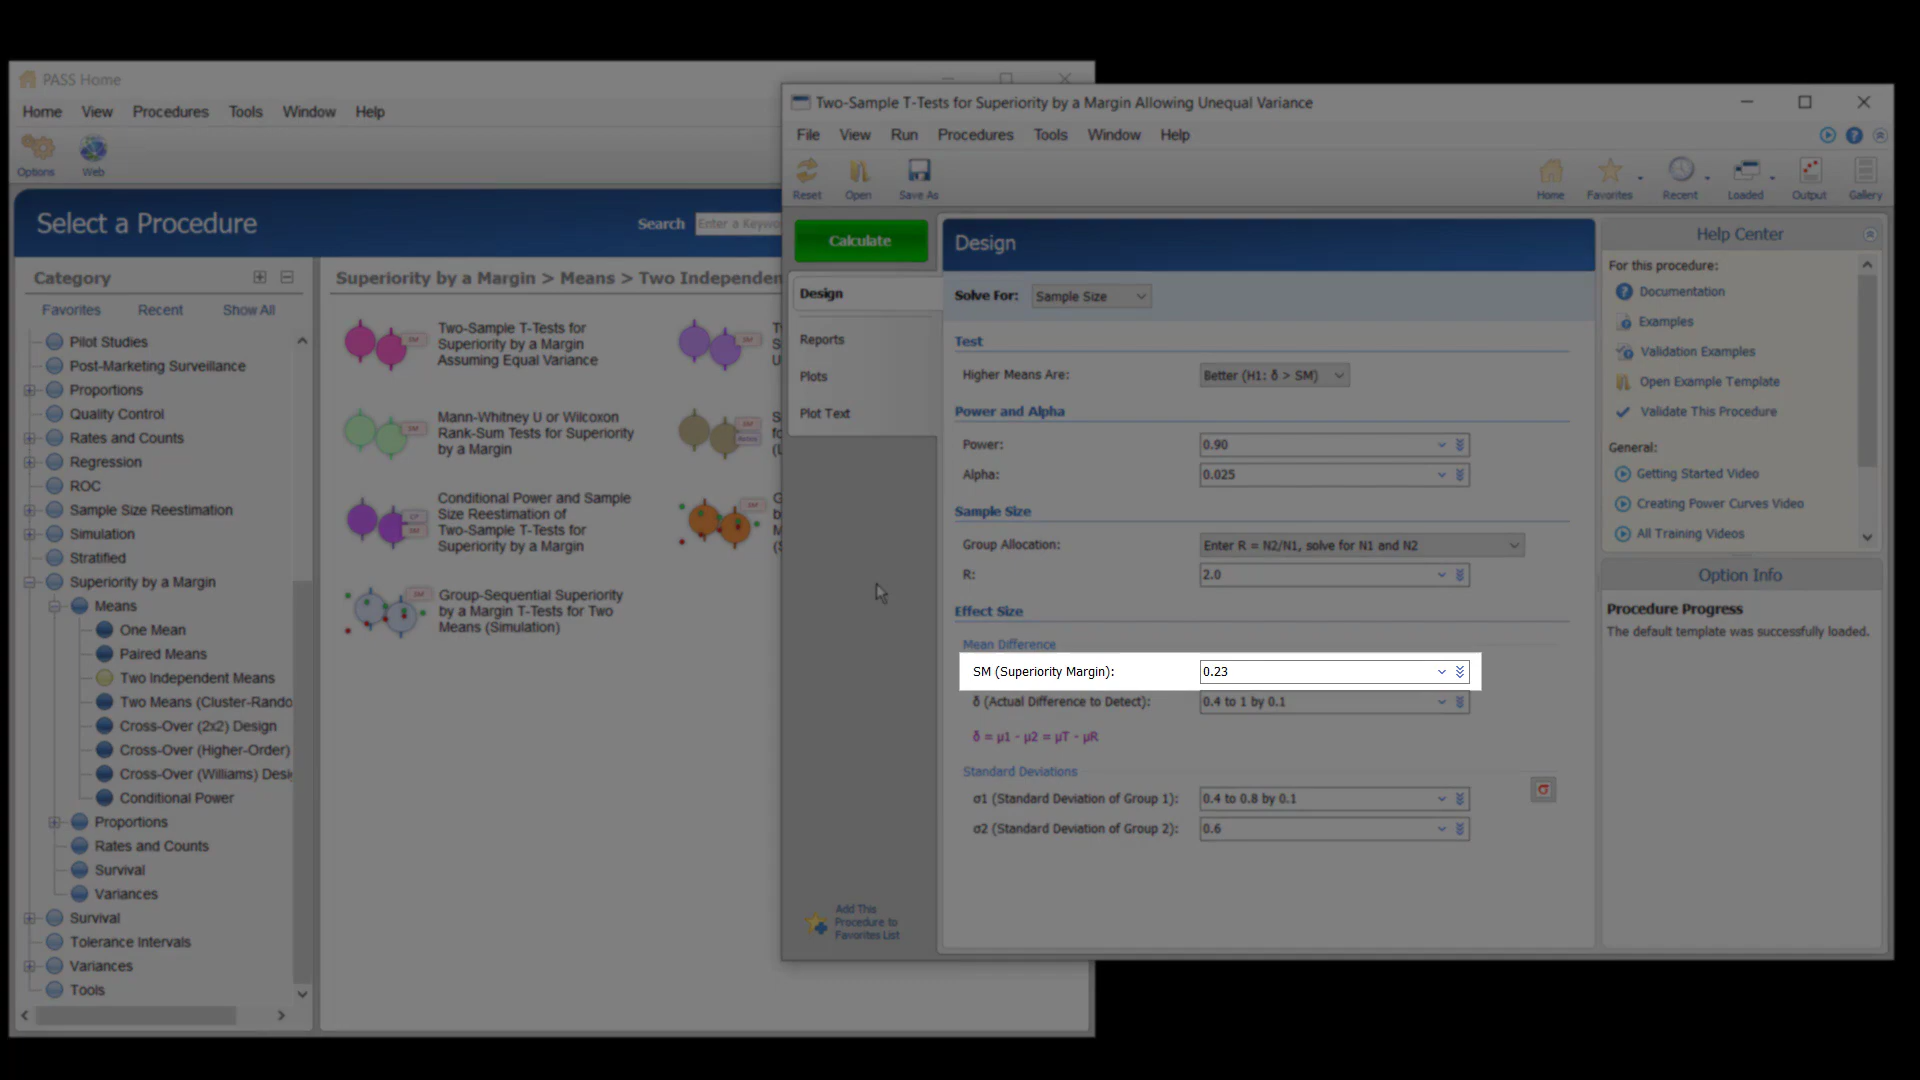 PASS Home
Home View Procedures Tools Window Help
Options Web
Select a Procedure
Search Enter a Keywo
Category
Favorites Recent Show All
Pilot Studies
Post-Marketing Surveillance
Proportions
Quality Control
Rates and Counts
Regression
ROC
Sample Size Reestimation
Simulation
Stratified
Superiority by a Margin
Means
One Mean
Paired Means
Two Independent Means
Two Means (Cluster-Rando
Cross-Over (2x2) Design
Cross-Over (Higher-Order)
Cross-Over (Williams) Desi
Conditional Power
Proportions
Rates and Counts
Survival
Variances
Survival
Tolerance Intervals
Variances
Tools
Superiority by a Margin > Means > Two Independen
Two-Sample T-Tests for
Superiority by a Margin
Assuming Equal Variance
Mann-Whitney U or Wilcoxon
Rank-Sum Tests for Superiority
by a Margin
Conditional Power and Sample
Size Reestimation of
Two-Sample T-Tests for
Superiority by a Margin
Group-Sequential Superiority
by a Margin T-Tests for Two
Means (Simulation)
Two-Sample T-Tests for Superiority by a Margin Allowing Unequal Variance
File View Run Procedures Tools Window Help
Reset Open Save As Home Favorites Recent Loaded Output Gallery
Calculate
Design
Reports
Plots
Plot Text
Add This
Procedure to
Favorites List
Design
Solve For: Sample Size
Test
Higher Means Are: Better (H1: δ > SM)
Power and Alpha
Power: 0.90
Alpha: 0.025
Sample Size
Group Allocation: Enter R = N2/N1, solve for N1 and N2
R: 2.0
Effect Size
Mean Difference
SM (Superiority Margin): 0.23
δ (Actual Difference to Detect): 0.4 to 1 by 0.1
δ = μ1 - μ2 = μT - μR
Standard Deviations
σ1 (Standard Deviation of Group 1): 0.4 to 0.8 by 0.1
σ
σ2 (Standard Deviation of Group 2): 0.6
Help Center
For this procedure:
Documentation
Examples
Validation Examples
Open Example Template
Validate This Procedure
General:
Getting Started Video
Creating Power Curves Video
All Training Videos
Option Info
Procedure Progress
The default template was successfully loaded.